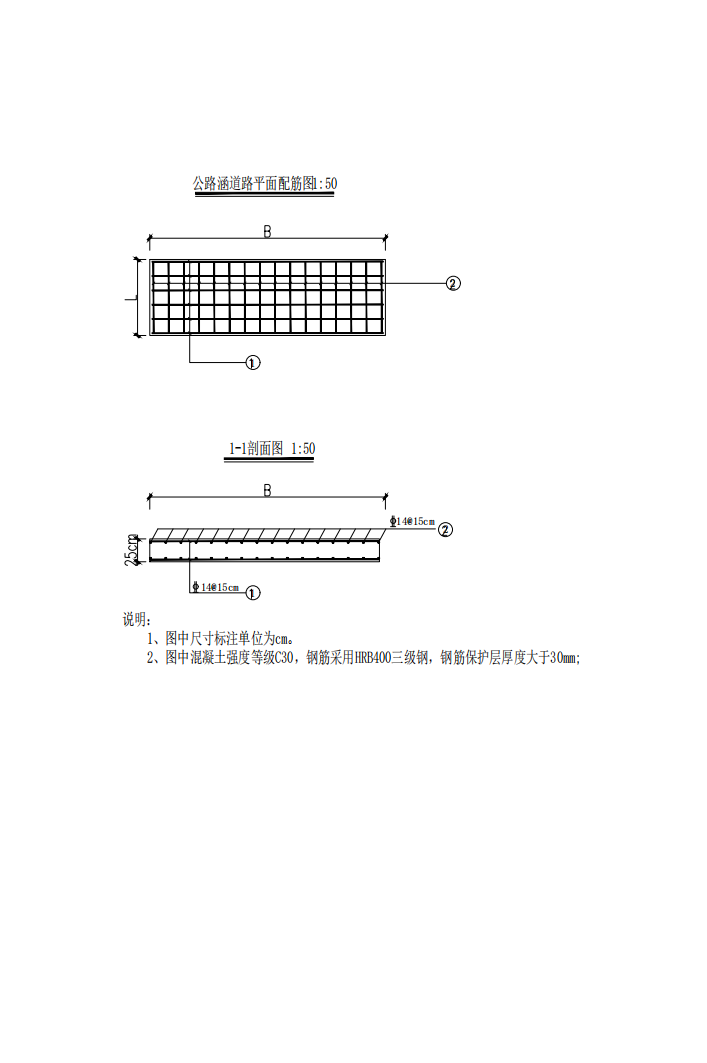 公路涵道路平面配筋图1:50
B
L
②
①
1-1剖面图 1:50
B
Φ14@15cm
②
25cm
Φ14@15cm
①
说明:
1、图中尺寸标注单位为cm。
2、图中混凝土强度等级C30，钢筋采用HRB400三级钢，钢筋保护层厚度大于30mm;